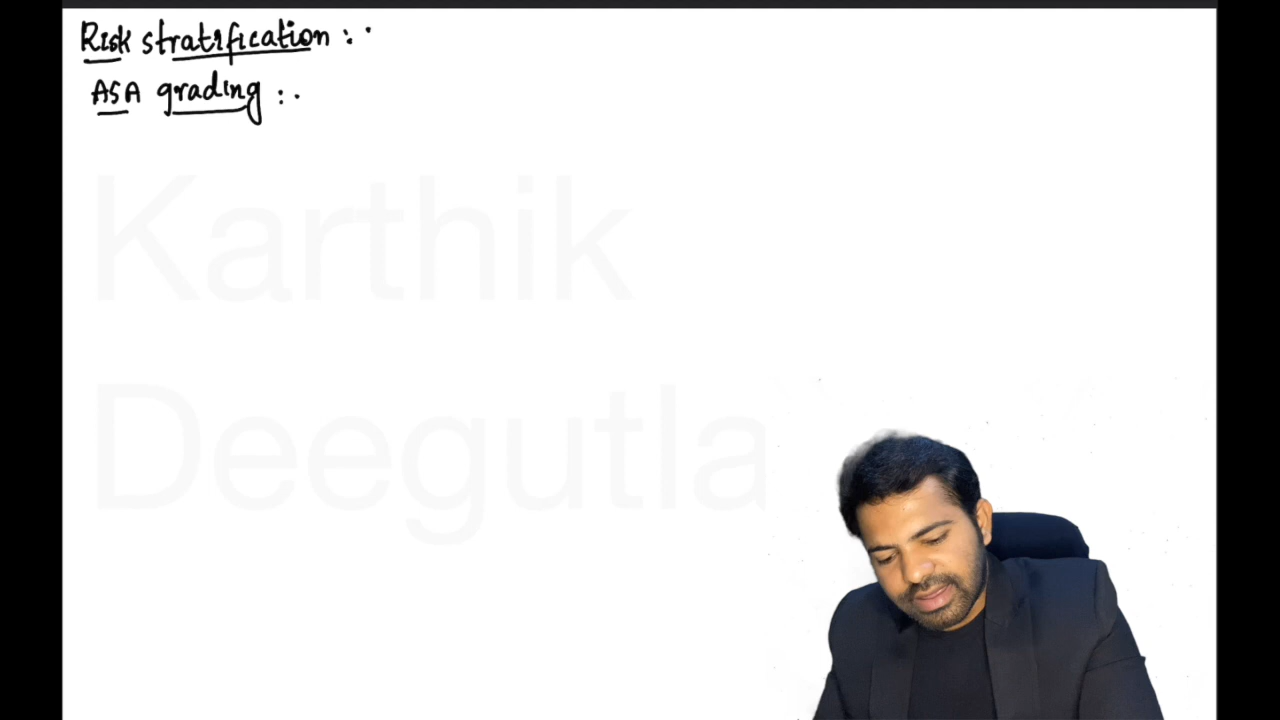 Risk stratification :·
ASA grading :·
Karthik
Deegutla